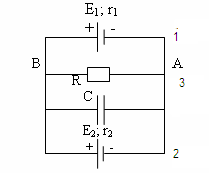 E₁; r₁
+ - 1
B A
R 3
C
E₂; r₂
+ - 2